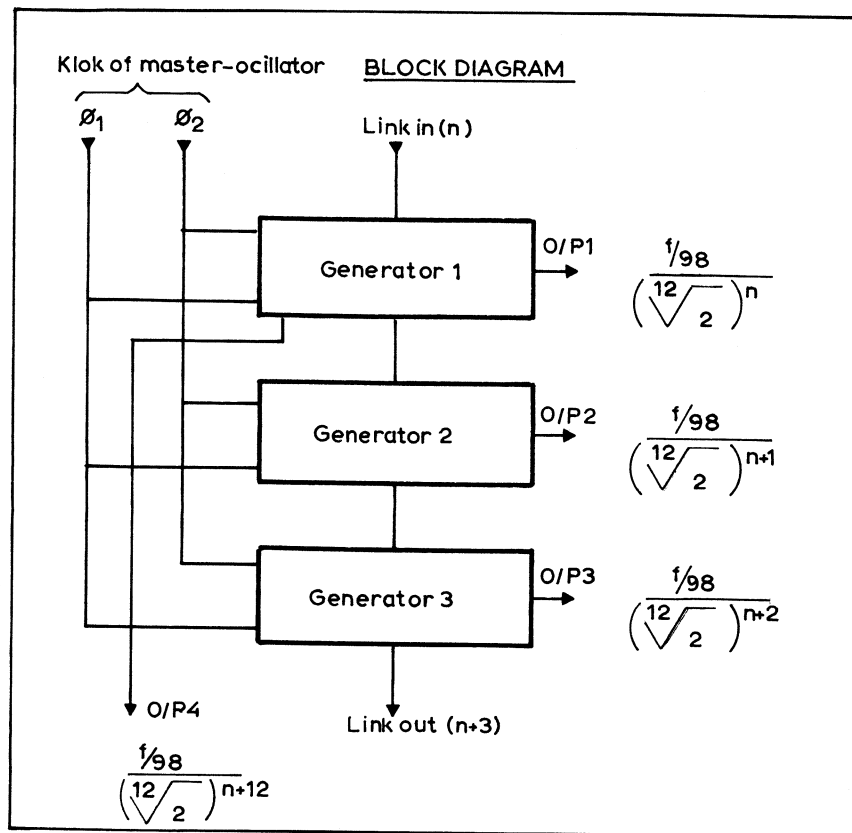 Klok of master-ocillator
BLOCK DIAGRAM
Ø1
Ø2
Link in (n)
Generator 1
O/P1
f/98
(12√2)n
Generator 2
O/P2
f/98
(12√2)n+1
Generator 3
O/P3
f/98
(12√2)n+2
O/P4
Link out (n+3)
f/98
(12√2)n+12